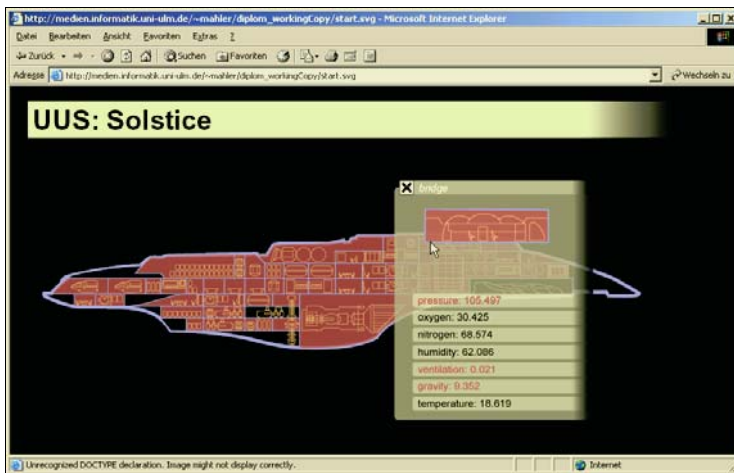 http://medien.informatik.uni-ulm.de/~mahler/diplom_workingCopy/start.svg - Microsoft Internet Explorer
Datei Bearbeiten Ansicht Favoriten Extras ?
Zurück Suchen Favoriten
Adresse http://medien.informatik.uni-ulm.de/~mahler/diplom_workingCopy/start.svg Wechseln zu
UUS: Solstice
bridge
pressure: 105.497
oxygen: 30.425
nitrogen: 68.574
humidity: 62.086
ventilation: 0.021
gravity: 9.352
temperature: 18.619
Unrecognized DOCTYPE declaration. Image might not display correctly. Internet